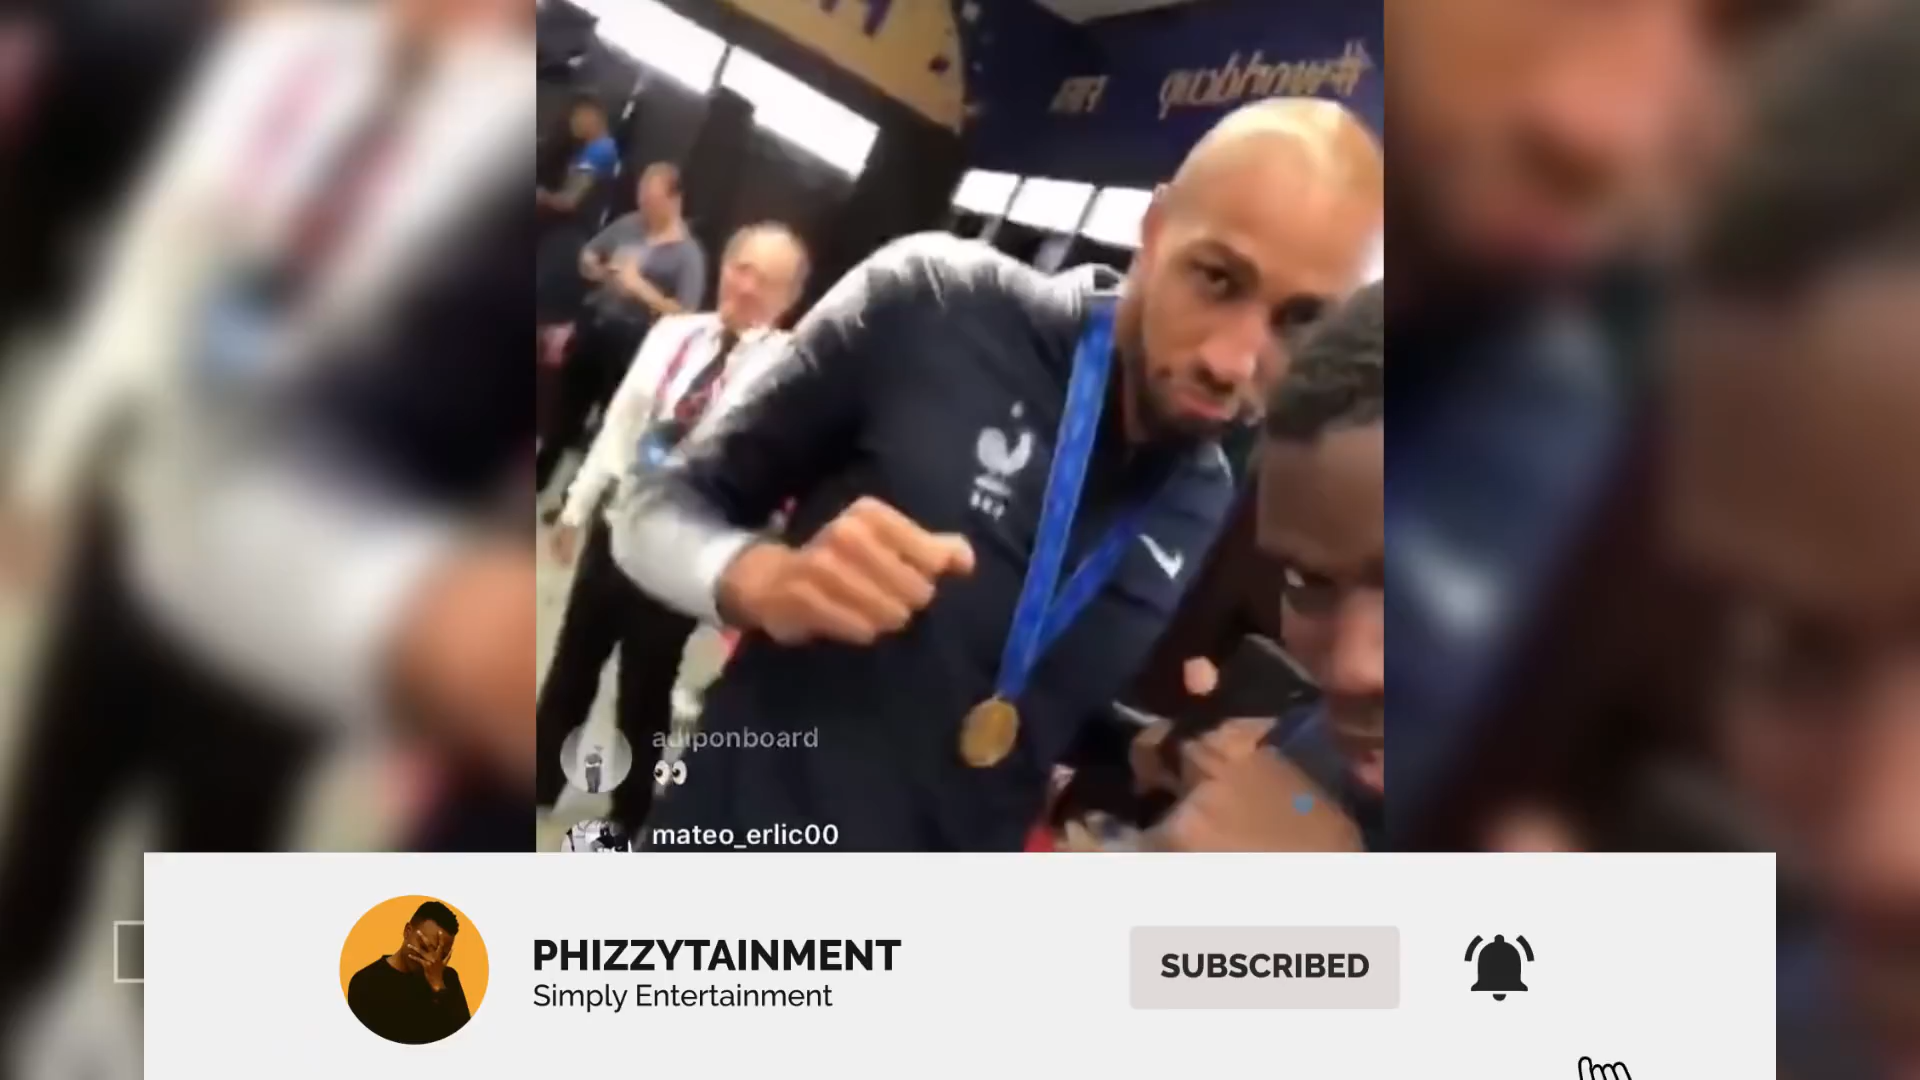 adiponboard
👀
mateo_erlic00
PHIZZYTAINMENT
Simply Entertainment
SUBSCRIBED